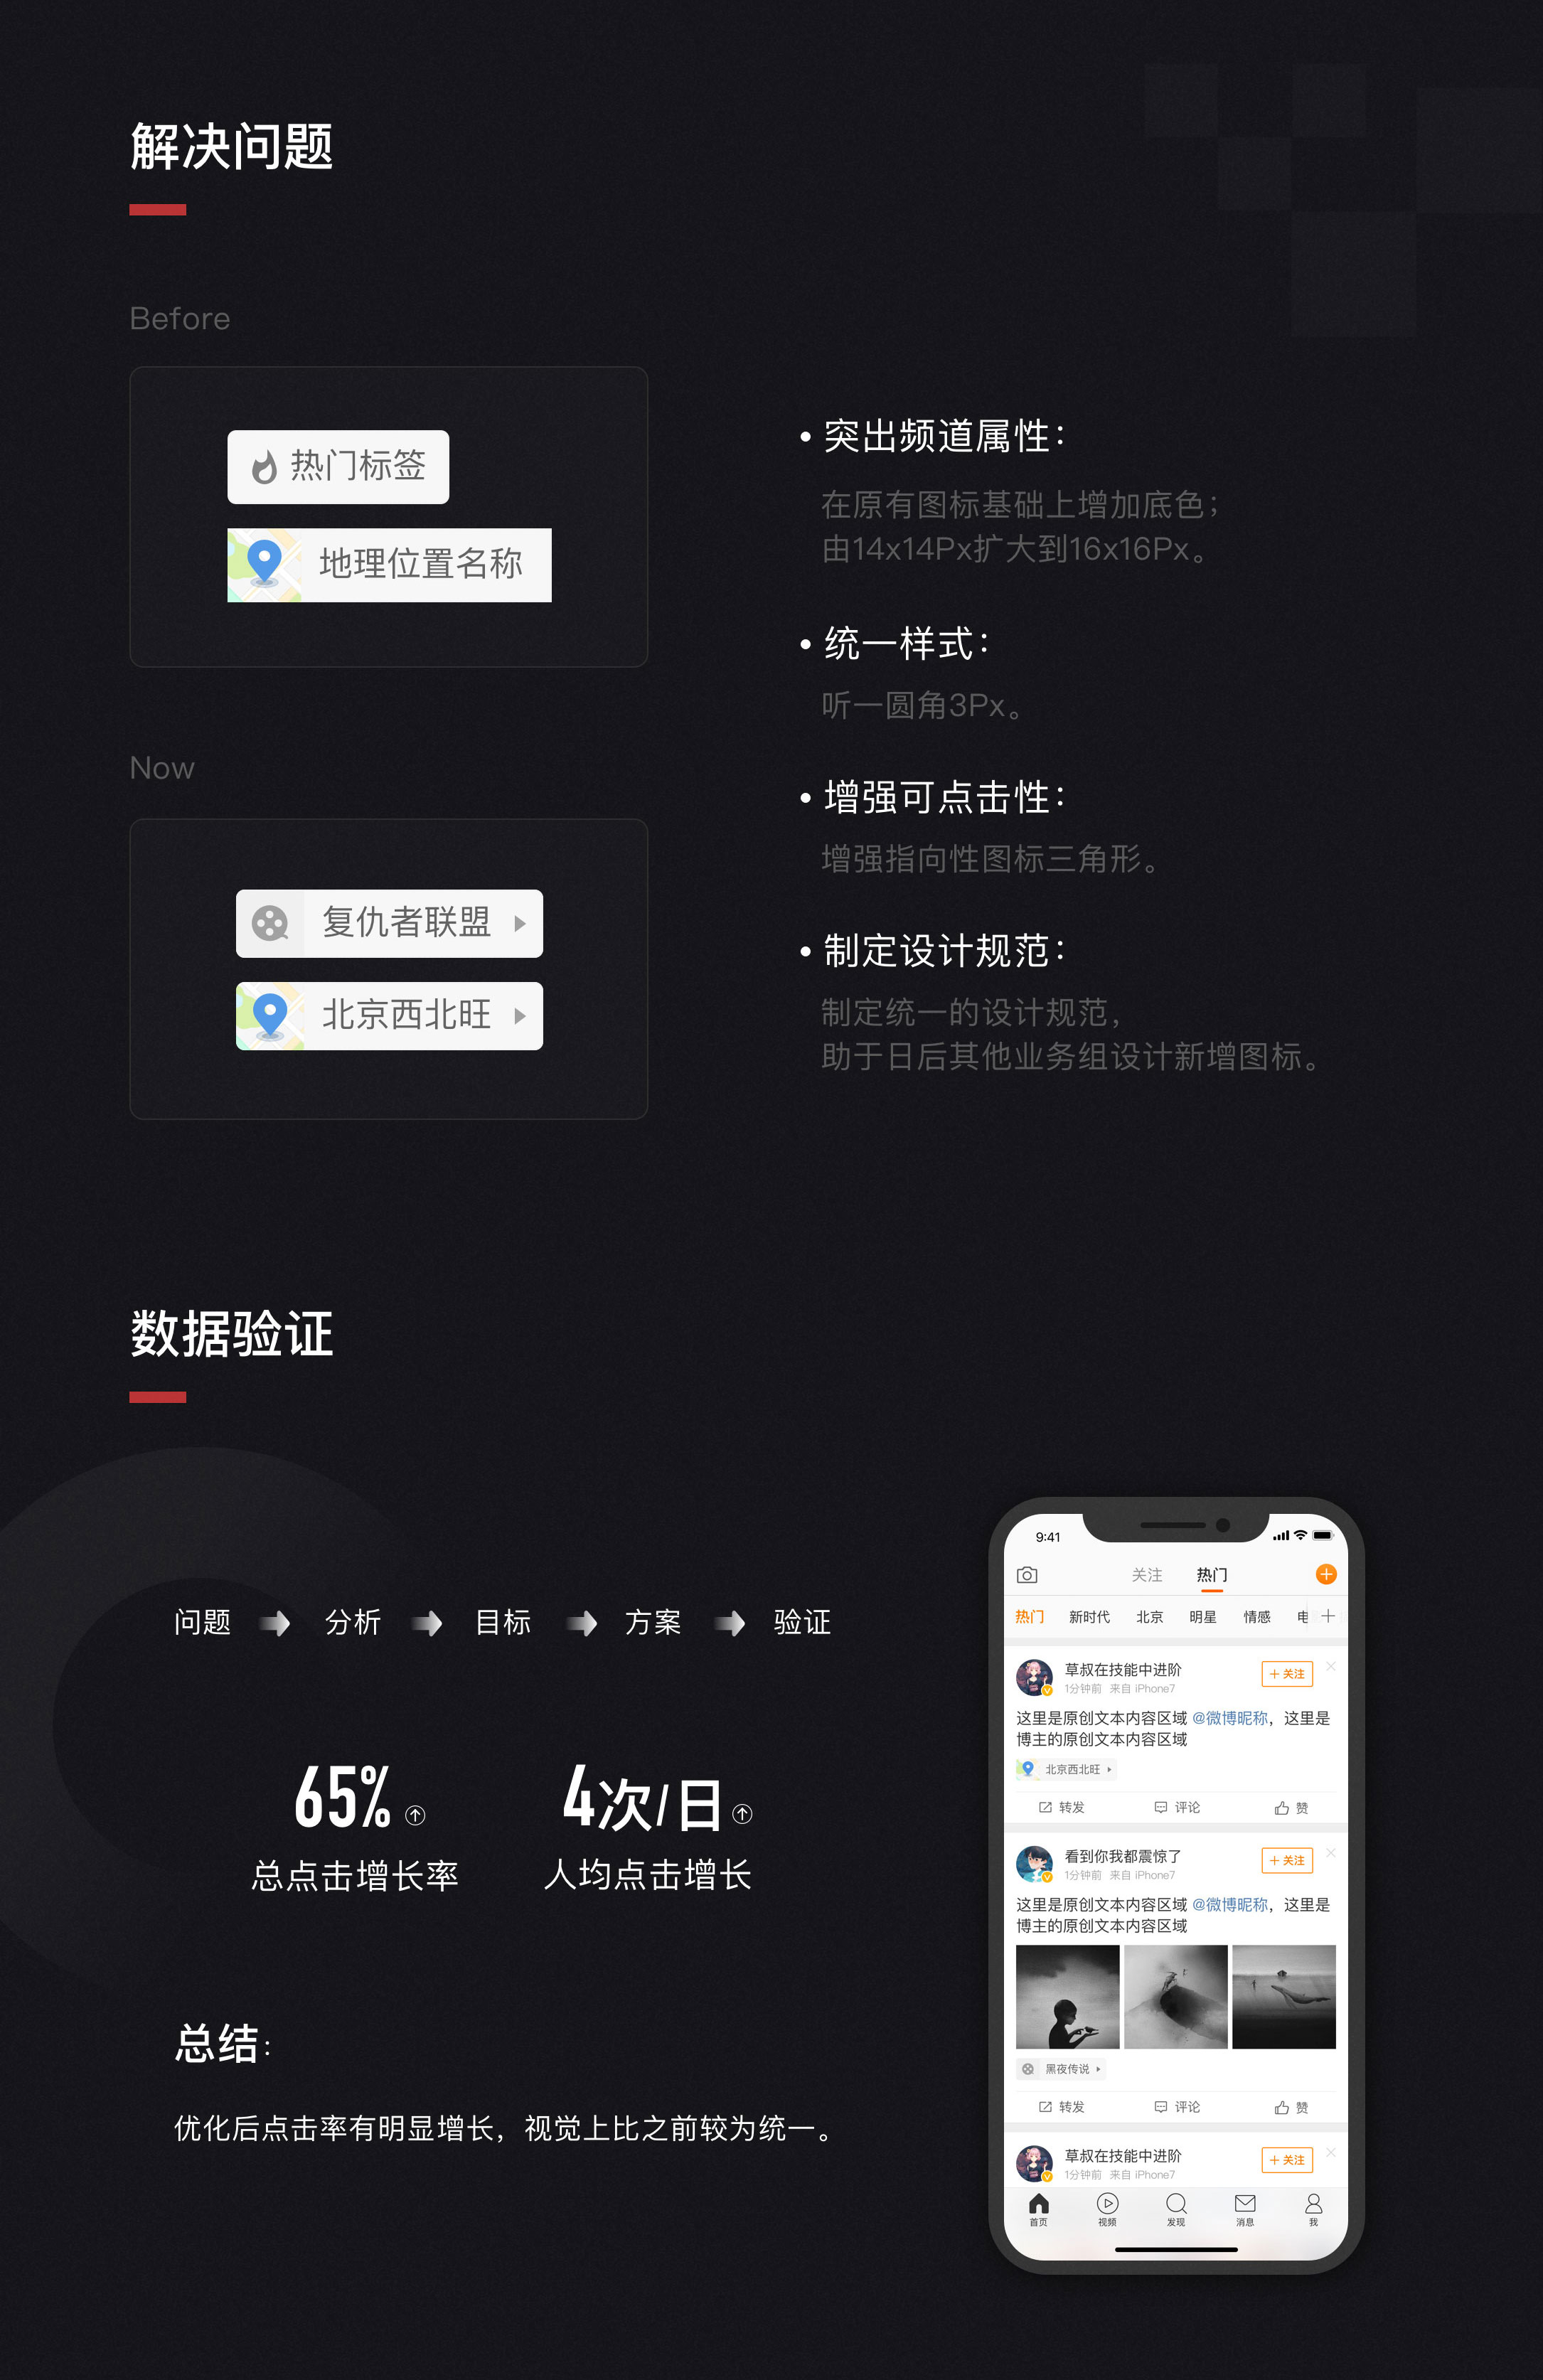 解决问题
Before
热门标签
地理位置名称
Now
复仇者联盟
北京西北旺
• 突出频道属性：
在原有图标基础上增加底色；
由14x14Px扩大到16x16Px。
• 统一样式：
听一圆角3Px。
• 增强可点击性：
增强指向性图标三角形。
• 制定设计规范：
制定统一的设计规范，
助于日后其他业务组设计新增图标。
数据验证
问题 分析 目标 方案 验证
65% 4次/日
总点击增长率 人均点击增长
总结：
优化后点击率有明显增长，视觉上比之前较为统一。
9:41
关注 热门
热门 新时代 北京 明星 情感
草叔在技能中进阶
1分钟前 来自 iPhone7
+ 关注
这里是原创文本内容区域 @微博昵称，这里是
博主的原创文本内容区域
北京西北旺
转发 评论 赞
看到你我都震惊了
1分钟前 来自 iPhone7
+ 关注
这里是原创文本内容区域 @微博昵称，这里是
博主的原创文本内容区域
黑夜传说
转发 评论 赞
草叔在技能中进阶
1分钟前 来自 iPhone7
+ 关注
首页 视频 发现 消息 我